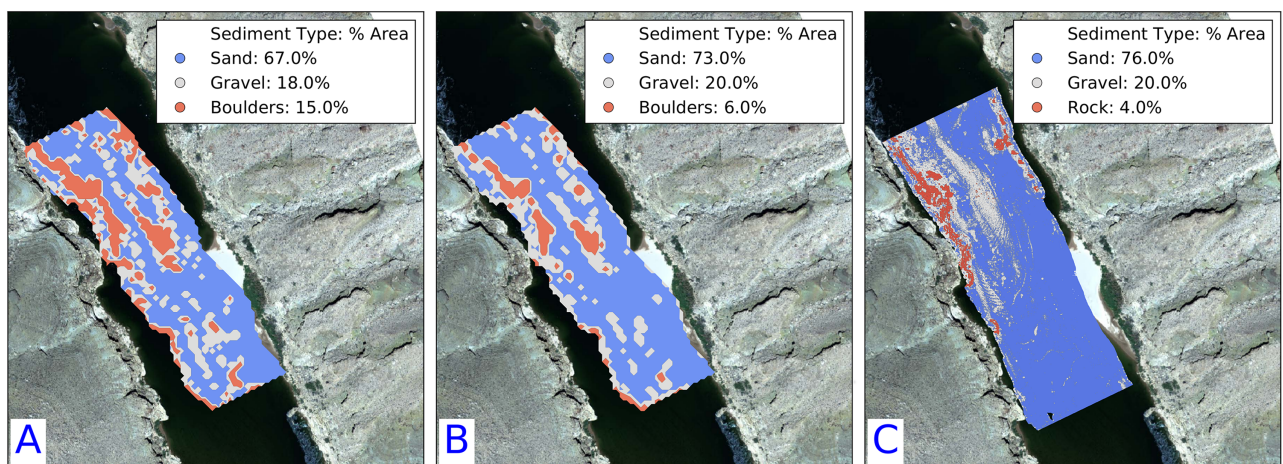 Sediment Type: % Area
Sand: 67.0%
Gravel: 18.0%
Boulders: 15.0%
A
Sediment Type: % Area
Sand: 73.0%
Gravel: 20.0%
Boulders: 6.0%
B
Sediment Type: % Area
Sand: 76.0%
Gravel: 20.0%
Rock: 4.0%
C